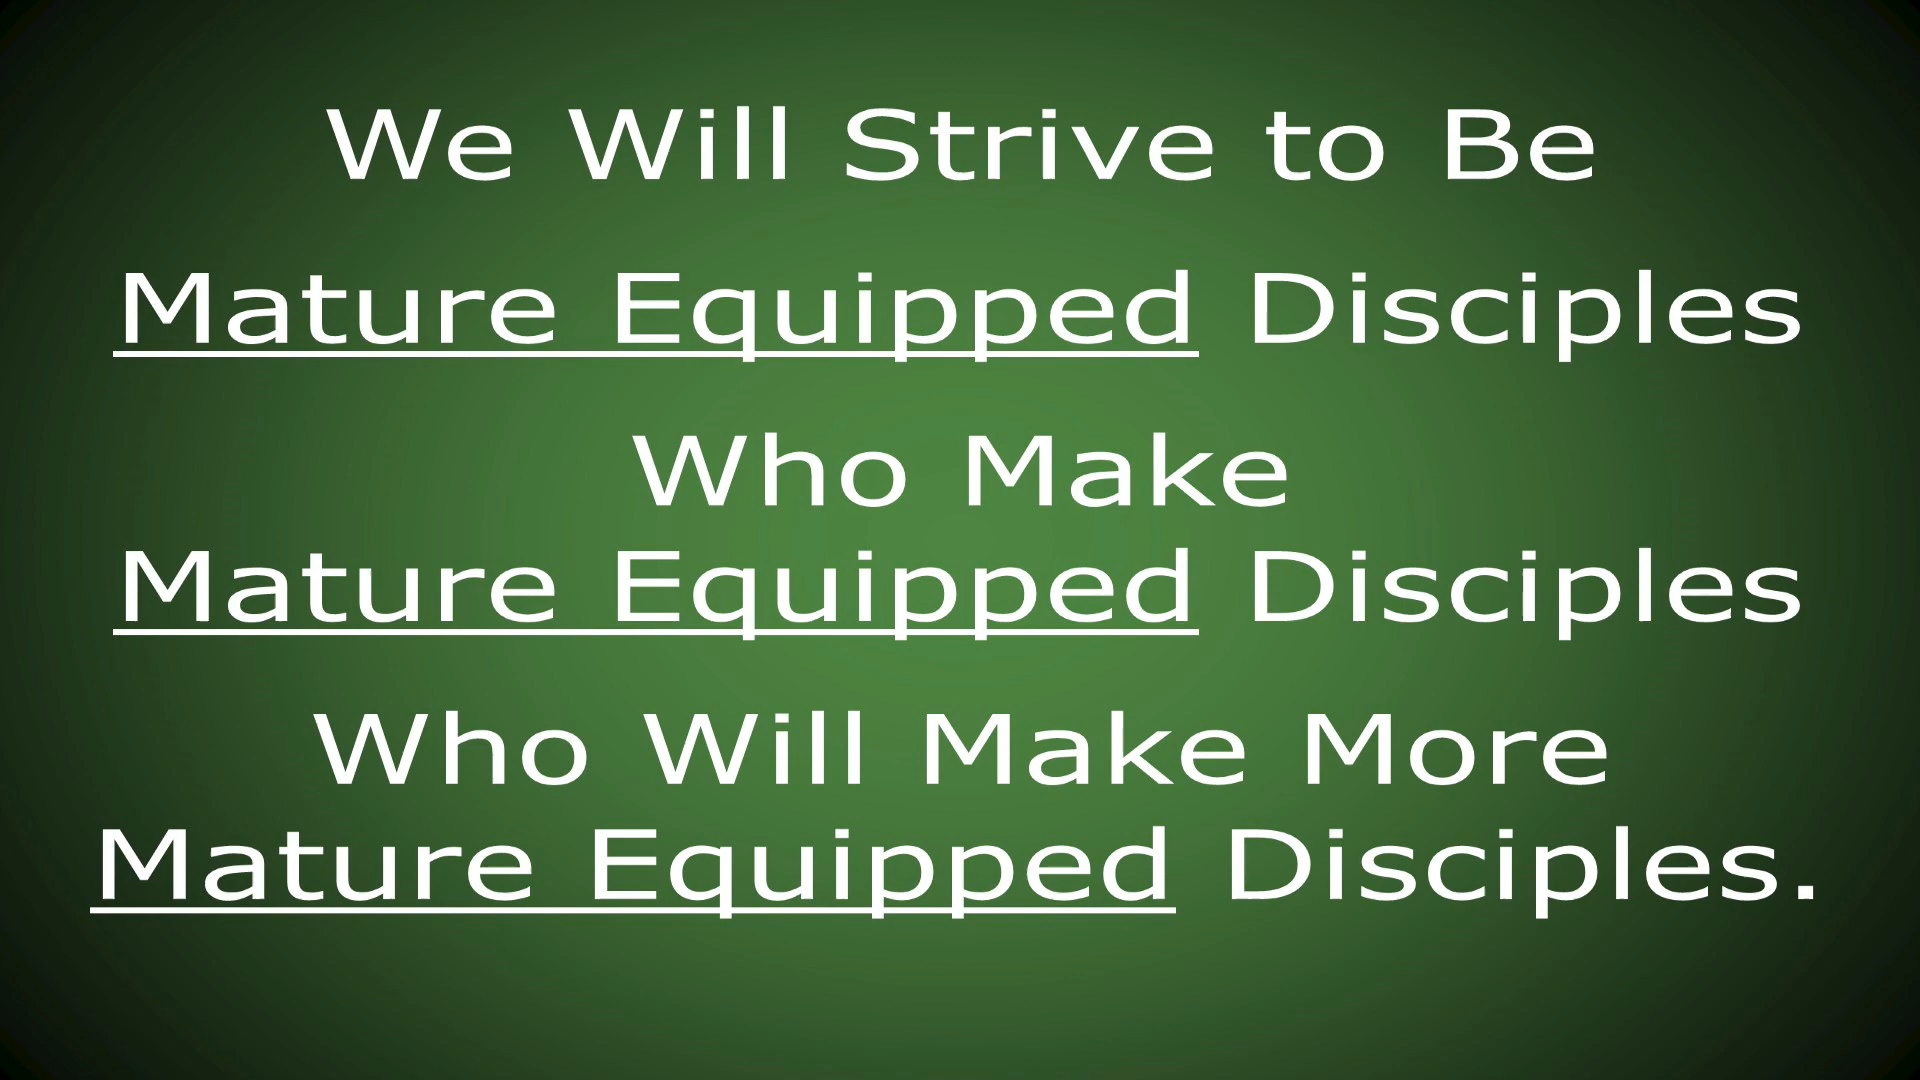 We Will Strive to Be
Mature Equipped Disciples
Who Make
Mature Equipped Disciples
Who Will Make More
Mature Equipped Disciples.